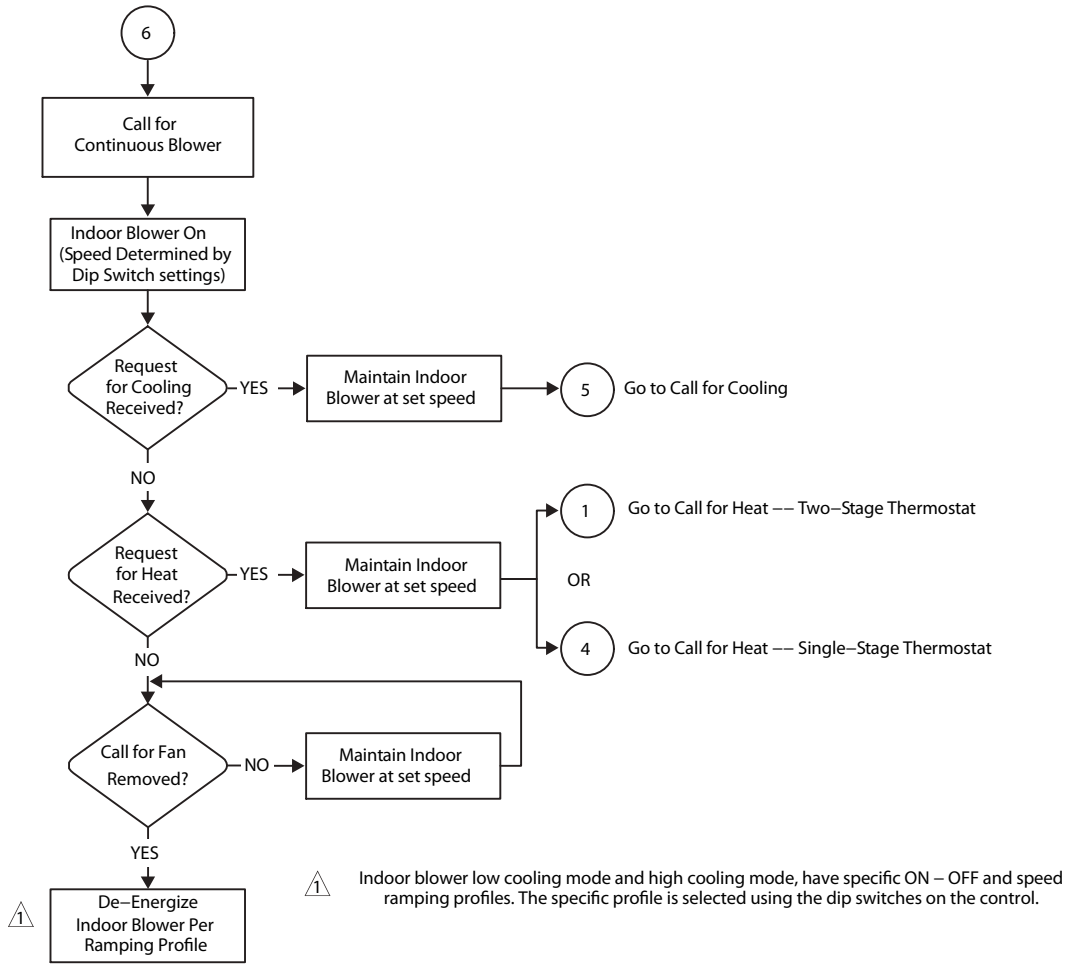 6
Call for
Continuous Blower
Indoor Blower On
(Speed Determined by
Dip Switch settings)
Request
for Cooling
Received?
YES
Maintain Indoor
Blower at set speed
5
Go to Call for Cooling
NO
Request
for Heat
Received?
YES
Maintain Indoor
Blower at set speed
1
Go to Call for Heat −− Two−Stage Thermostat
OR
4
Go to Call for Heat −− Single−Stage Thermostat
NO
Call for Fan
Removed?
NO
Maintain Indoor
Blower at set speed
YES
1
De−Energize
Indoor Blower Per
Ramping Profile
1
Indoor blower low cooling mode and high cooling mode, have specific ON − OFF and speed
ramping profiles. The specific profile is selected using the dip switches on the control.